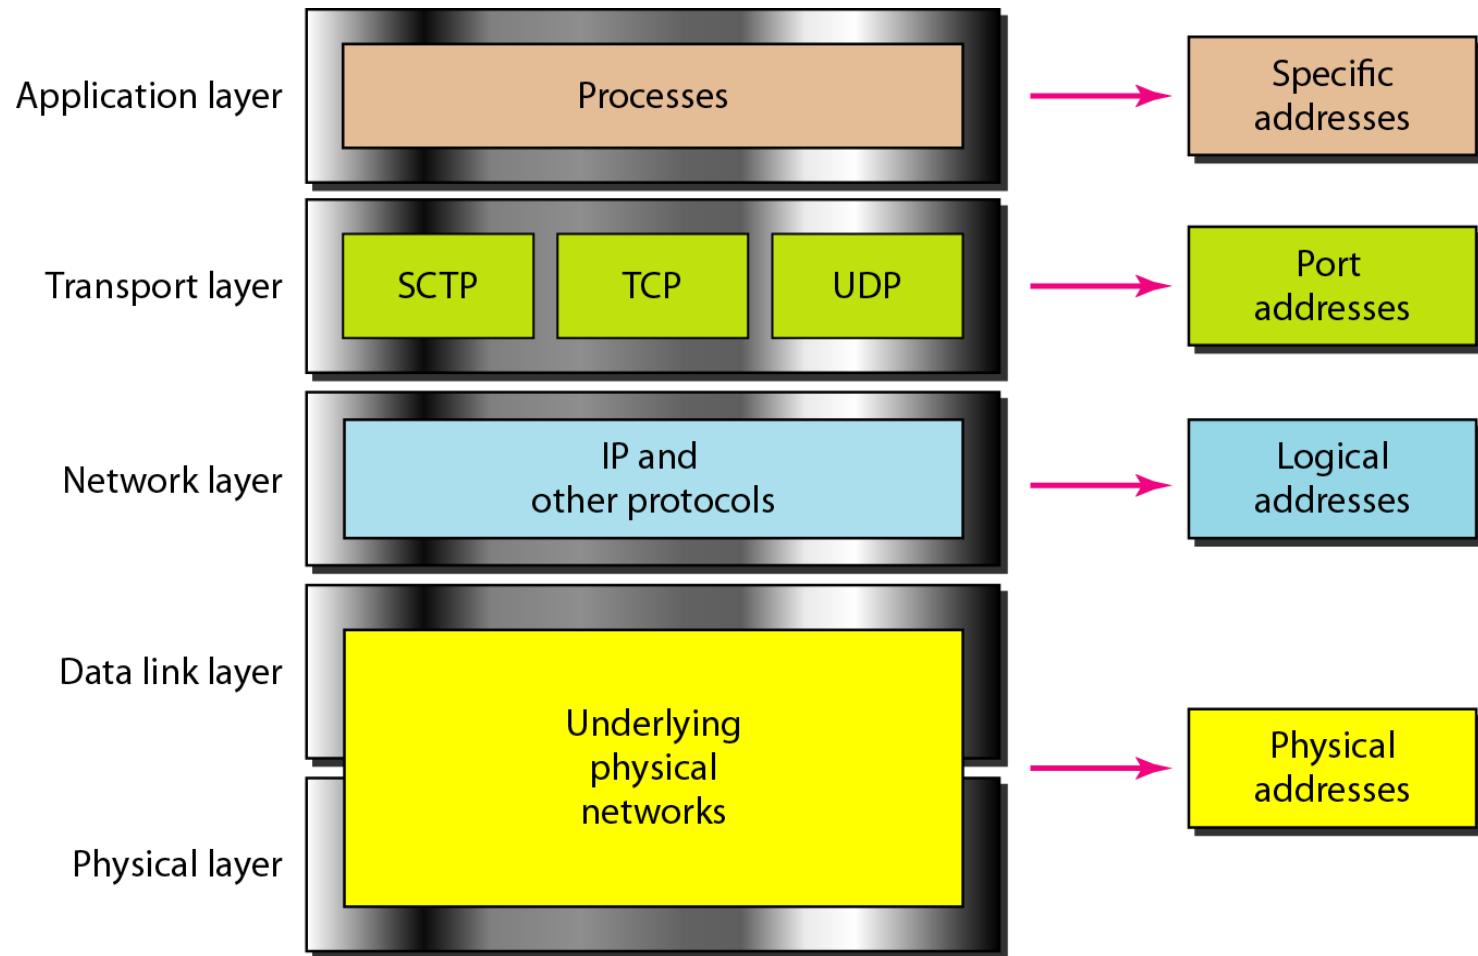 Application layer
Processes
Specific
addresses
Transport layer
SCTP
TCP
UDP
Port
addresses
Network layer
IP and
other protocols
Logical
addresses
Data link layer
Underlying
physical
networks
Physical
addresses
Physical layer